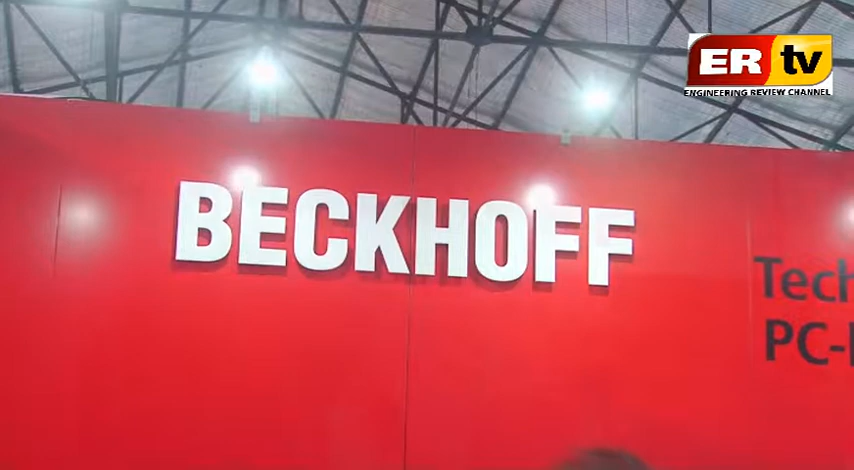 ER tv
ENGINEERING REVIEW CHANNEL
BECKHOFF
Tech
PC-